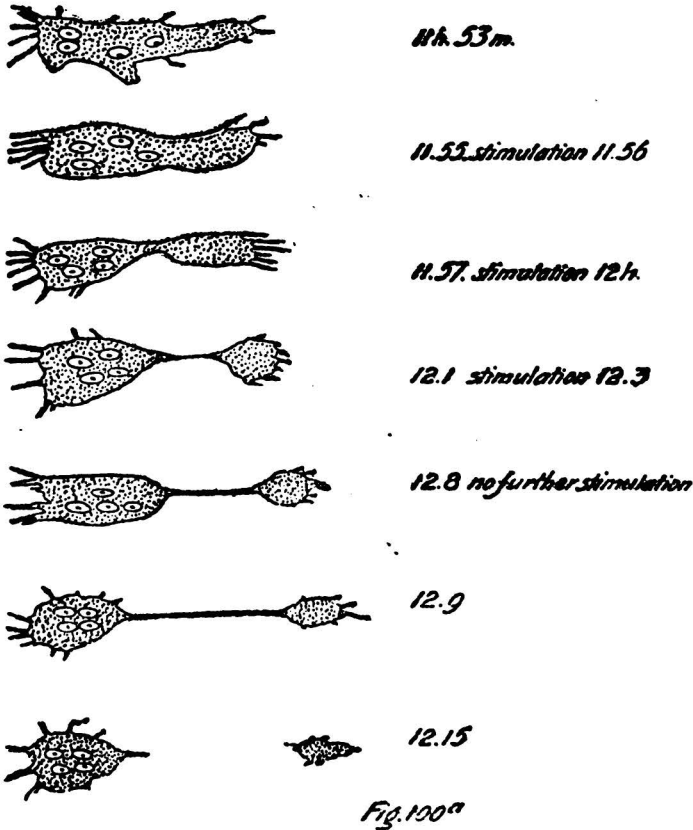 11h. 53m.
11.55. stimulation 11.56
11.57. stimulation 12h.
12.1 stimulation 12.3
12.8 no further stimulation
12.9
12.15
Fig. 100a